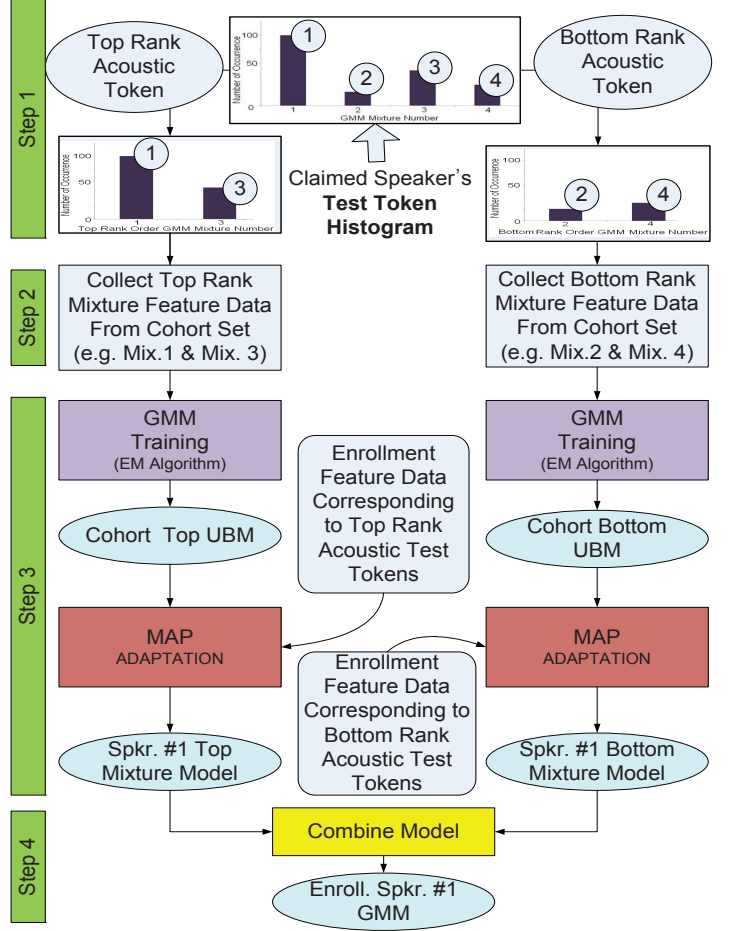 Step 1
Top Rank
Acoustic
Token
Number of Occurrence
100
50
0
1
2
3
4
1
2
3
4
GMM Mixture Number
Bottom Rank
Acoustic
Token
Number of Occurrence
100
50
0
1
3
1
3
Top Rank Order GMM Mixture Number
Claimed Speaker's
Test Token
Histogram
Number of Occurrence
100
50
0
2
4
2
4
Bottom Rank Order GMM Mixture Number
Step 2
Collect Top Rank
Mixture Feature Data
From Cohort Set
(e.g. Mix.1 & Mix. 3)
Collect Bottom Rank
Mixture Feature Data
From Cohort Set
(e.g. Mix.2 & Mix. 4)
Step 3
GMM
Training
(EM Algorithm)
Enrollment
Feature Data
Corresponding
to Top Rank
Acoustic Test
Tokens
GMM
Training
(EM Algorithm)
Cohort Top UBM
Cohort Bottom
UBM
MAP
ADAPTATION
Enrollment
Feature Data
Corresponding to
Bottom Rank
Acoustic Test
Tokens
MAP
ADAPTATION
Spkr. #1 Top
Mixture Model
Spkr. #1 Bottom
Mixture Model
Step 4
Combine Model
Enroll. Spkr. #1
GMM